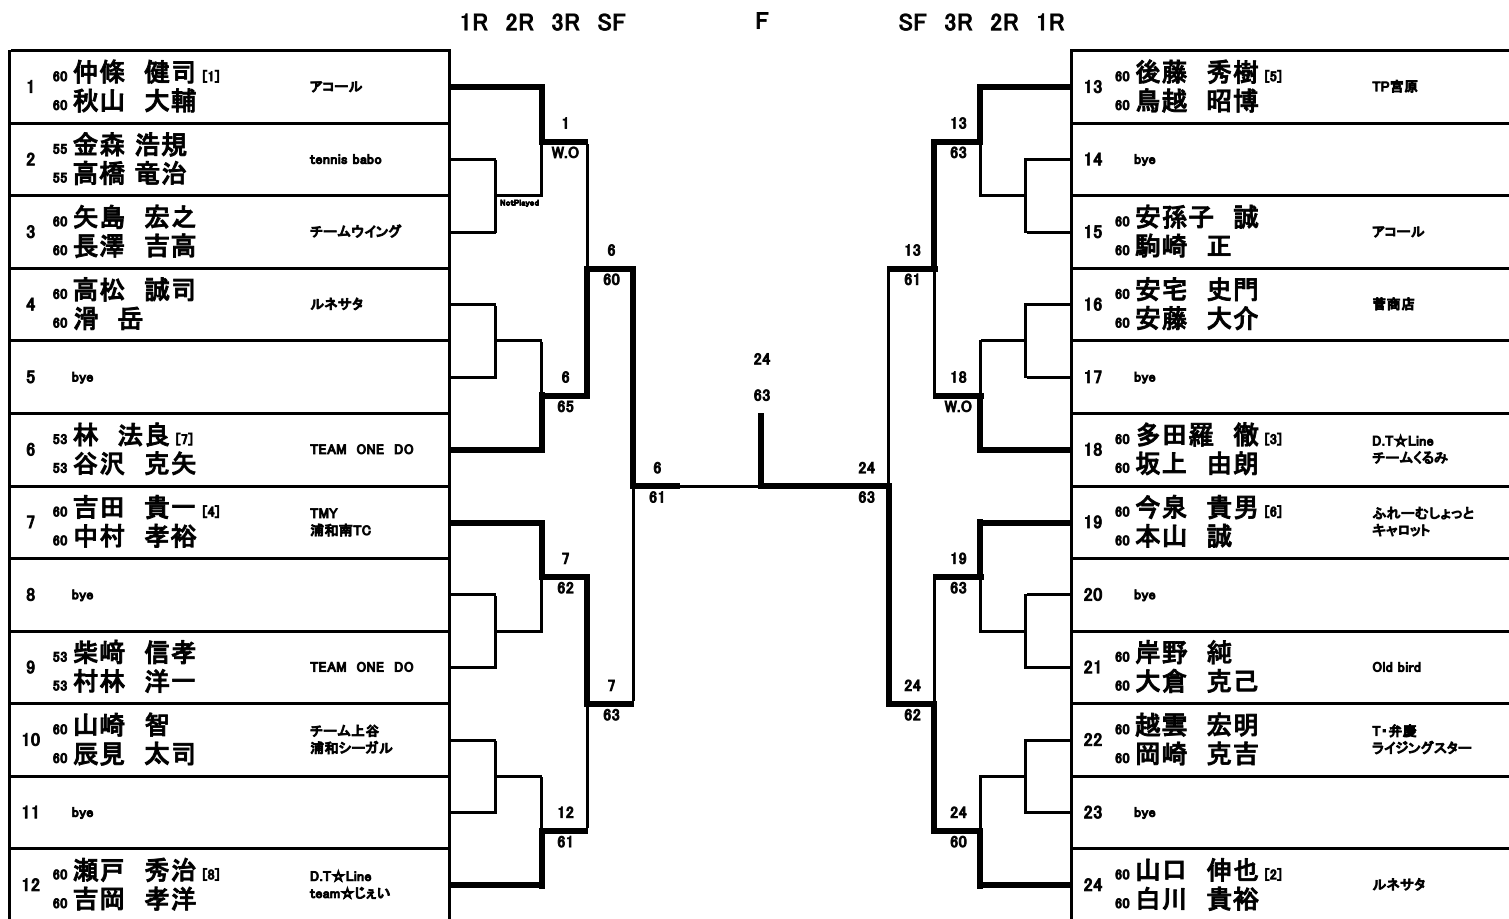 1R 2R 3R SF F SF 3R 2R 1R
1 60 仲條 健司 [1] アコール
60 秋山 大輔
2 55 金森 浩規 tennis babo
55 高橋 竜治
3 60 矢島 宏之 チームウイング
60 長澤 吉高
4 60 高松 誠司 ルネサタ
60 滑 岳
5 bye
6 53 林 法良 [7] TEAM ONE DO
53 谷沢 克矢
7 60 吉田 貴一 [4] TMY
60 中村 孝裕 浦和南TC
8 bye
9 53 柴﨑 信孝 TEAM ONE DO
53 村林 洋一
10 60 山崎 智 チーム上谷
60 辰見 太司 浦和シーガル
11 bye
12 60 瀬戸 秀治 [8] D.T☆Line
60 吉岡 孝洋 team☆じぇい
NotPlayed
1
W.O
6
65
7
62
12
61
6
60
7
63
6
61
24
63
24
63
13
61
24
62
13
63
18
W.O
19
63
24
60
13 60 後藤 秀樹 [5] TP宮原
60 鳥越 昭博
14 bye
15 60 安孫子 誠 アコール
60 駒崎 正
16 60 安宅 史門 菅商店
60 安藤 大介
17 bye
18 60 多田羅 徹 [3] D.T☆Line
60 坂上 由朗 チームくるみ
19 60 今泉 貴男 [6] ふれーむしょっと
60 本山 誠 キャロット
20 bye
21 60 岸野 純 Old bird
60 大倉 克己
22 60 越雲 宏明 T・弁慶
60 岡崎 克吉 ライジングスター
23 bye
24 60 山口 伸也 [2] ルネサタ
60 白川 貴裕